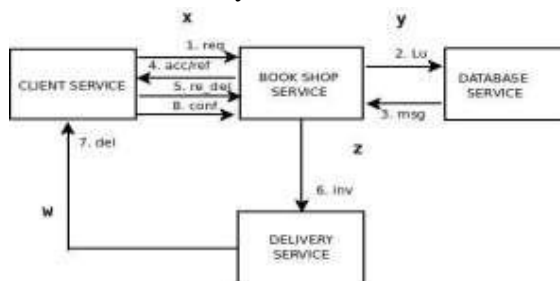 x
y
1. req
4. acc/ref
2. Lu
CLIENT SERVICE
BOOK SHOP
SERVICE
DATABASE
SERVICE
5. re_del
8. conf
3. msg
7. del
z
6. inv
w
DELIVERY
SERVICE